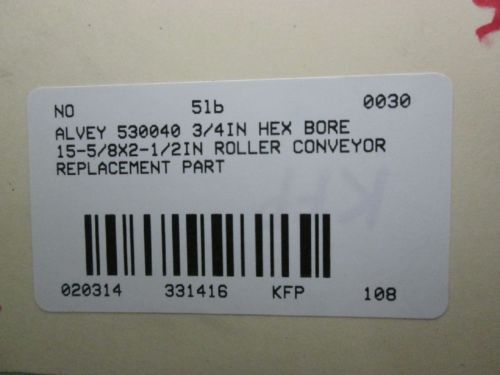 NO 5lb 0030
ALVEY 530040 3/4IN HEX BORE
15-5/8X2-1/2IN ROLLER CONVEYOR
REPLACEMENT PART
KFP
020314 331416 KFP 108